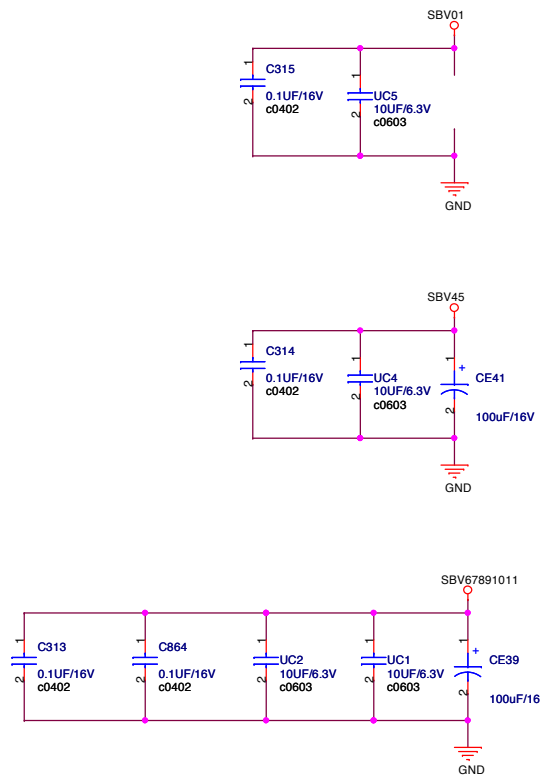 SBV01
1
C315
0.1UF/16V
2
c0402
1
UC5
10UF/6.3V
2
c0603
GND
SBV45
1
C314
0.1UF/16V
2
c0402
1
UC4
10UF/6.3V
2
c0603
1
+
CE41
2
100uF/16V
GND
SBV67891011
1
C313
0.1UF/16V
2
c0402
1
C864
0.1UF/16V
2
c0402
1
UC2
10UF/6.3V
2
c0603
1
UC1
10UF/6.3V
2
c0603
1
+
CE39
2
100uF/16
GND